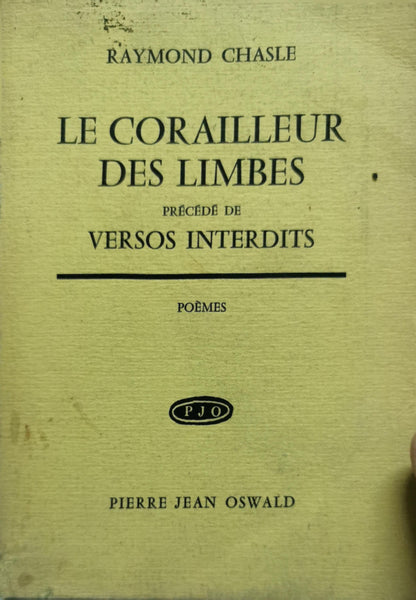 RAYMOND CHASLE
LE CORAILLEUR
DES LIMBES
PRÉCÉDÉ DE
VERSOS INTERDITS
POÈMES
PJO
PIERRE JEAN OSWALD